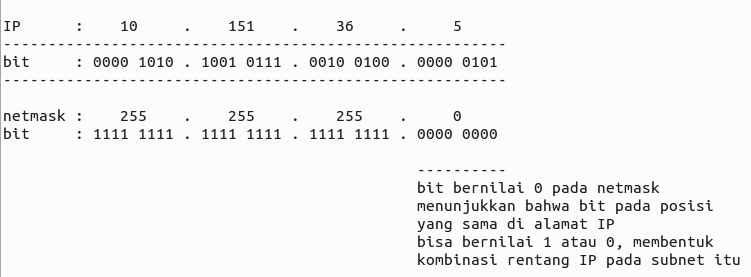 IP      :    10     .    151    .    36     .     5
--------------------------------------------------------
bit     : 0000 1010 . 1001 0111 . 0010 0100 . 0000 0101
--------------------------------------------------------
netmask :    255    .    255    .    255    .     0
bit     : 1111 1111 . 1111 1111 . 1111 1111 . 0000 0000
----------
bit bernilai 0 pada netmask
menunjukkan bahwa bit pada posisi
yang sama di alamat IP
bisa bernilai 1 atau 0, membentuk
kombinasi rentang IP pada subnet itu